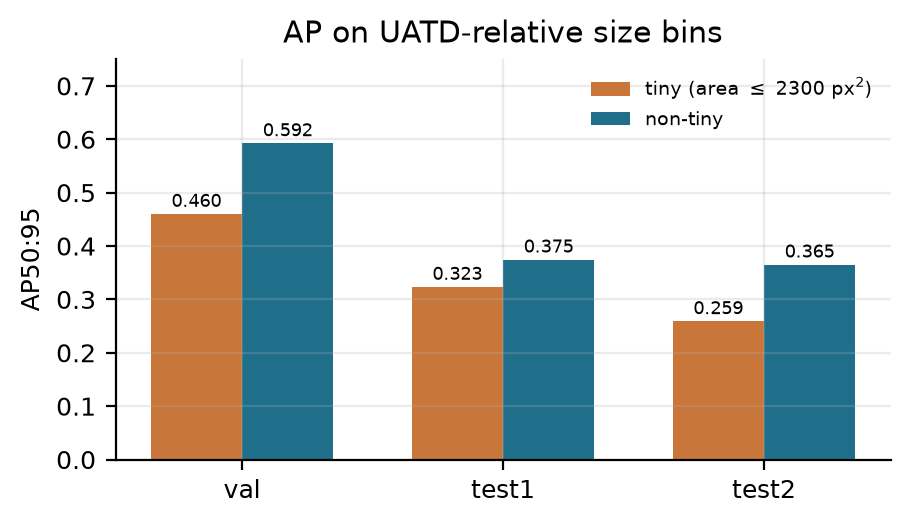 AP on UATD-relative size bins
tiny (area ≤ 2300 px²)
non-tiny
AP50:95
0.7
0.6
0.5
0.4
0.3
0.2
0.1
0.0
0.460
0.592
0.323
0.375
0.259
0.365
val
test1
test2